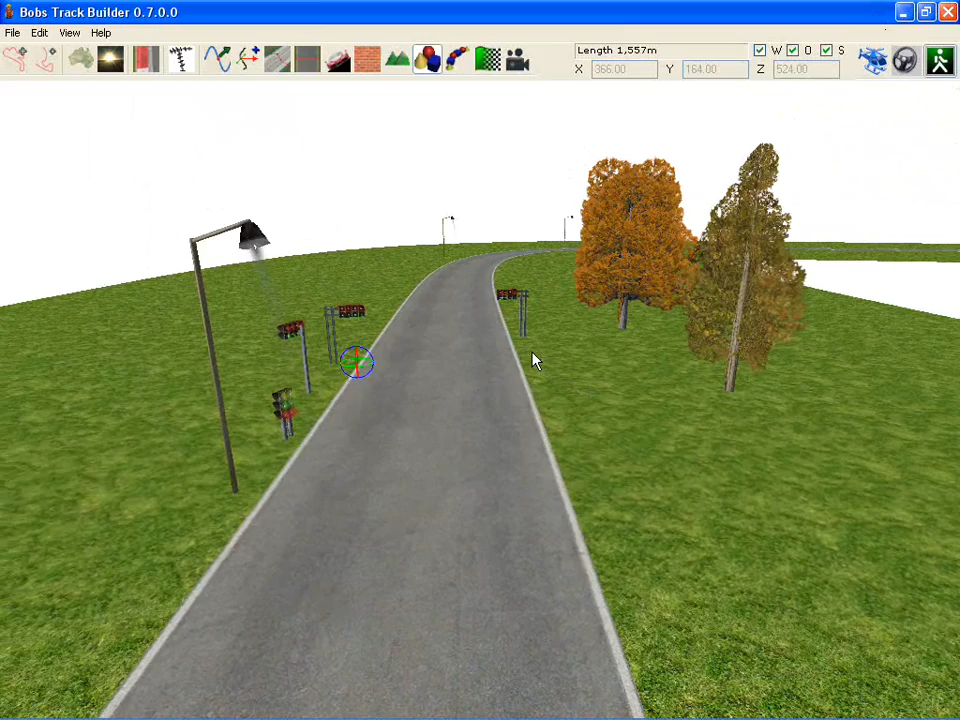 Bobs Track Builder 0.7.0.0
File Edit View Help
Length 1,557m W O S
X 366.00 Y 164.00 Z 524.00